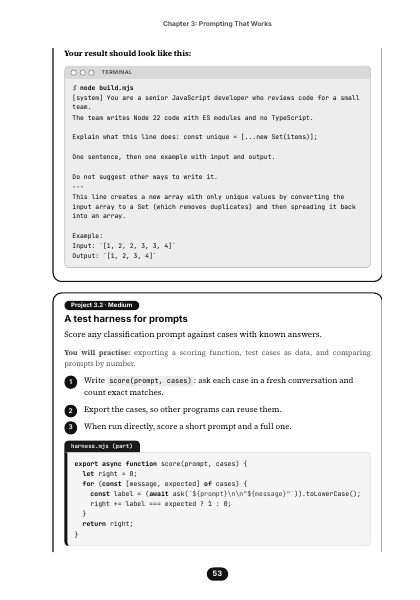 Chapter 3: Prompting That Works
Your result should look like this:
TERMINAL
$ node build.mjs
[system] You are a senior JavaScript developer who reviews code for a small
team.
The team writes Node 22 code with ES modules and no TypeScript.
Explain what this line does: const unique = [...new Set(items)];
One sentence, then one example with input and output.
Do not suggest other ways to write it.
---
This line creates a new array with only unique values by converting the
input array to a Set (which removes duplicates) and then spreading it back
into an array.
Example:
Input: `[1, 2, 2, 3, 3, 4]`
Output: `[1, 2, 3, 4]`
Project 3.2 · Medium
A test harness for prompts
Score any classification prompt against cases with known answers.
You will practise: exporting a scoring function, test cases as data, and comparing
prompts by number.
1 Write score(prompt, cases): ask each case in a fresh conversation and
count exact matches.
2 Export the cases, so other programs can reuse them.
3 When run directly, score a short prompt and a full one.
harness.mjs (part)
export async function score(prompt, cases) {
let right = 0;
for (const [message, expected] of cases) {
const label = (await ask(`${prompt}\n\n"${message}"`)).toLowerCase();
right += label === expected ? 1 : 0;
}
return right;
}
53